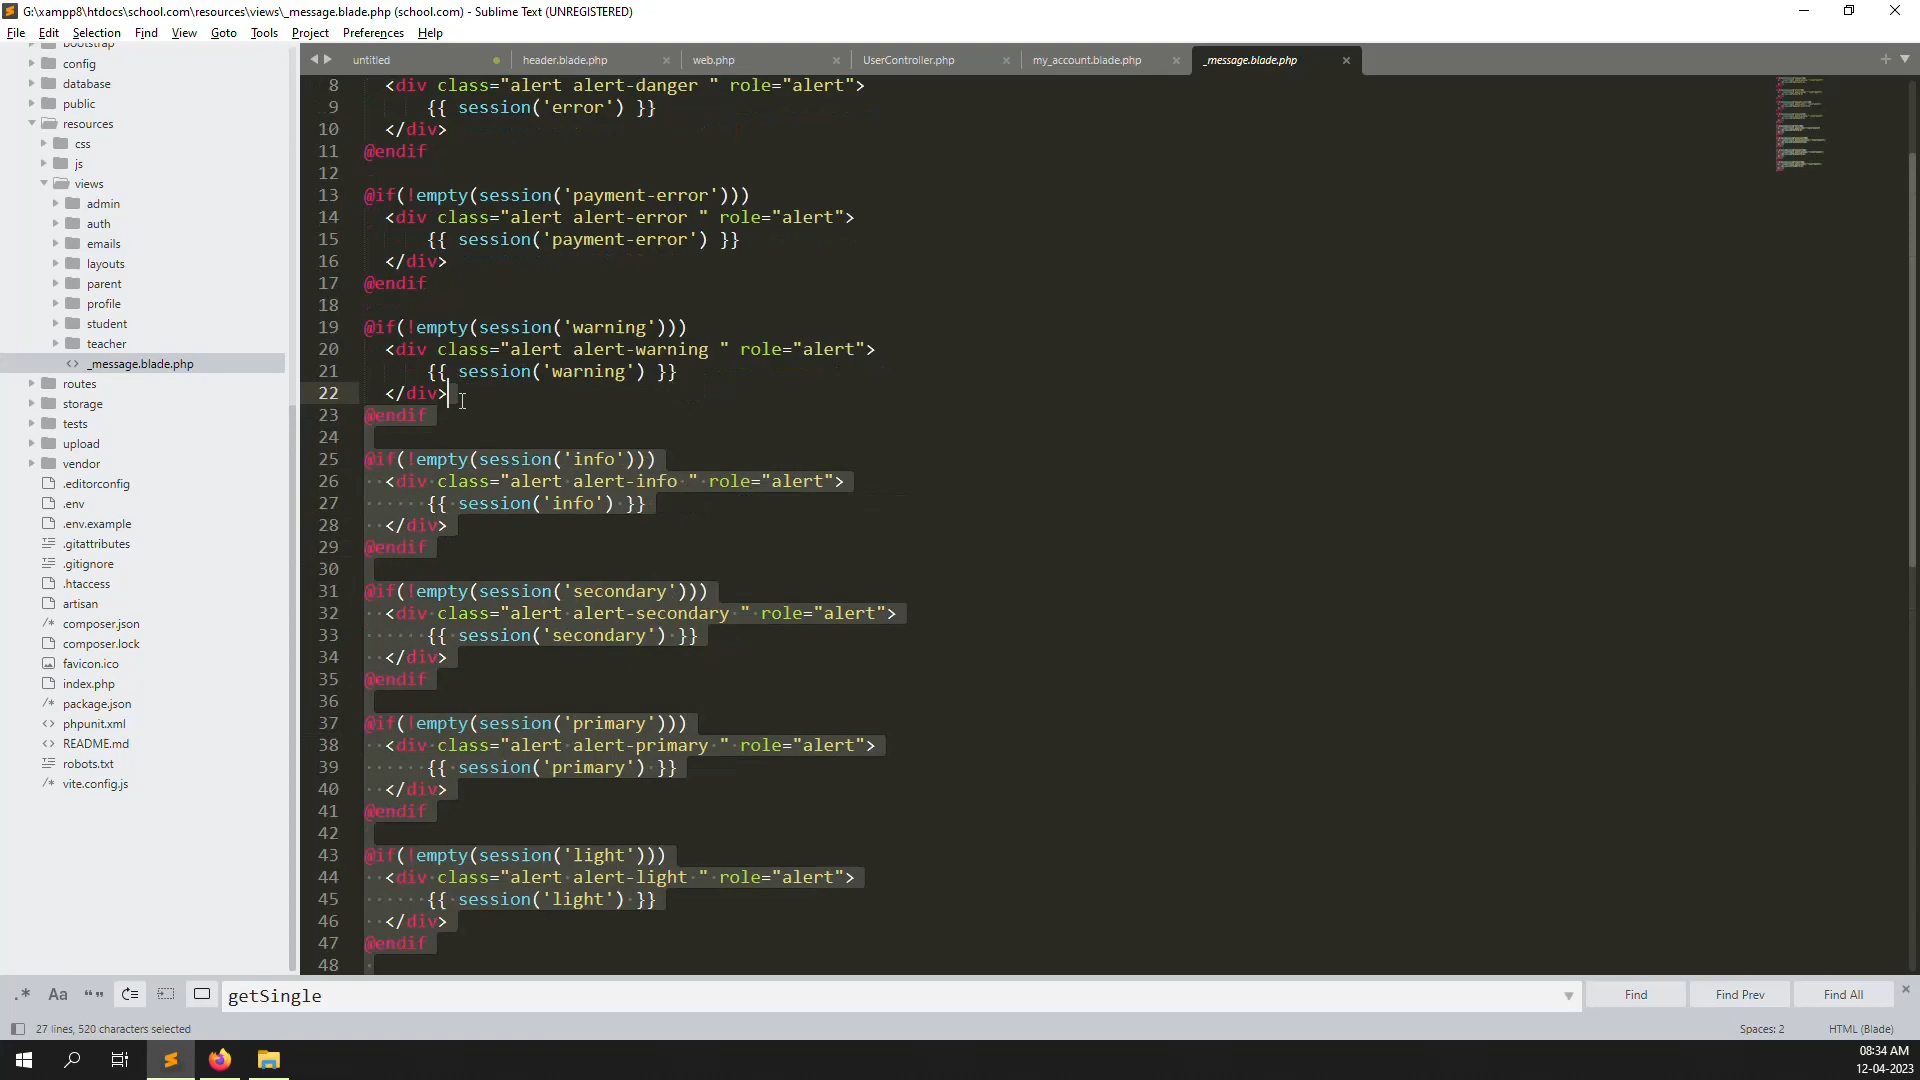 G:\xampp8\htdocs\school.com\resources\views\_message.blade.php (school.com) - Sublime Text (UNREGISTERED)
File Edit Selection Find View Goto Tools Project Preferences Help
untitled header.blade.php web.php UserController.php my_account.blade.php _message.blade.php
bootstrap
config
database
public
resources
css
js
views
admin
auth
emails
layouts
parent
profile
student
teacher
<> _message.blade.php
routes
storage
tests
upload
vendor
.editorconfig
.env
.env.example
.gitattributes
.gitignore
.htaccess
artisan
/* composer.json
composer.lock
favicon.ico
index.php
/* package.json
<> phpunit.xml
<> README.md
robots.txt
/* vite.config.js
8 <div class="alert alert-danger " role="alert">
9 {{ session('error') }}
10 </div>
11 @endif
12
13 @if(!empty(session('payment-error')))
14 <div class="alert alert-error " role="alert">
15 {{ session('payment-error') }}
16 </div>
17 @endif
18
19 @if(!empty(session('warning')))
20 <div class="alert alert-warning " role="alert">
21 {{ session('warning') }}
22 </div>
23 @endif
24
25 @if(!empty(session('info')))
26 <div class="alert alert-info " role="alert">
27 {{ session('info') }}
28 </div>
29 @endif
30
31 @if(!empty(session('secondary')))
32 <div class="alert alert-secondary " role="alert">
33 {{ session('secondary') }}
34 </div>
35 @endif
36
37 @if(!empty(session('primary')))
38 <div class="alert alert-primary " role="alert">
39 {{ session('primary') }}
40 </div>
41 @endif
42
43 @if(!empty(session('light')))
44 <div class="alert alert-light " role="alert">
45 {{ session('light') }}
46 </div>
47 @endif
48
.* Aa “” getSingle Find Find Prev Find All
27 lines, 520 characters selected Spaces: 2 HTML (Blade)
08:34 AM
12-04-2023